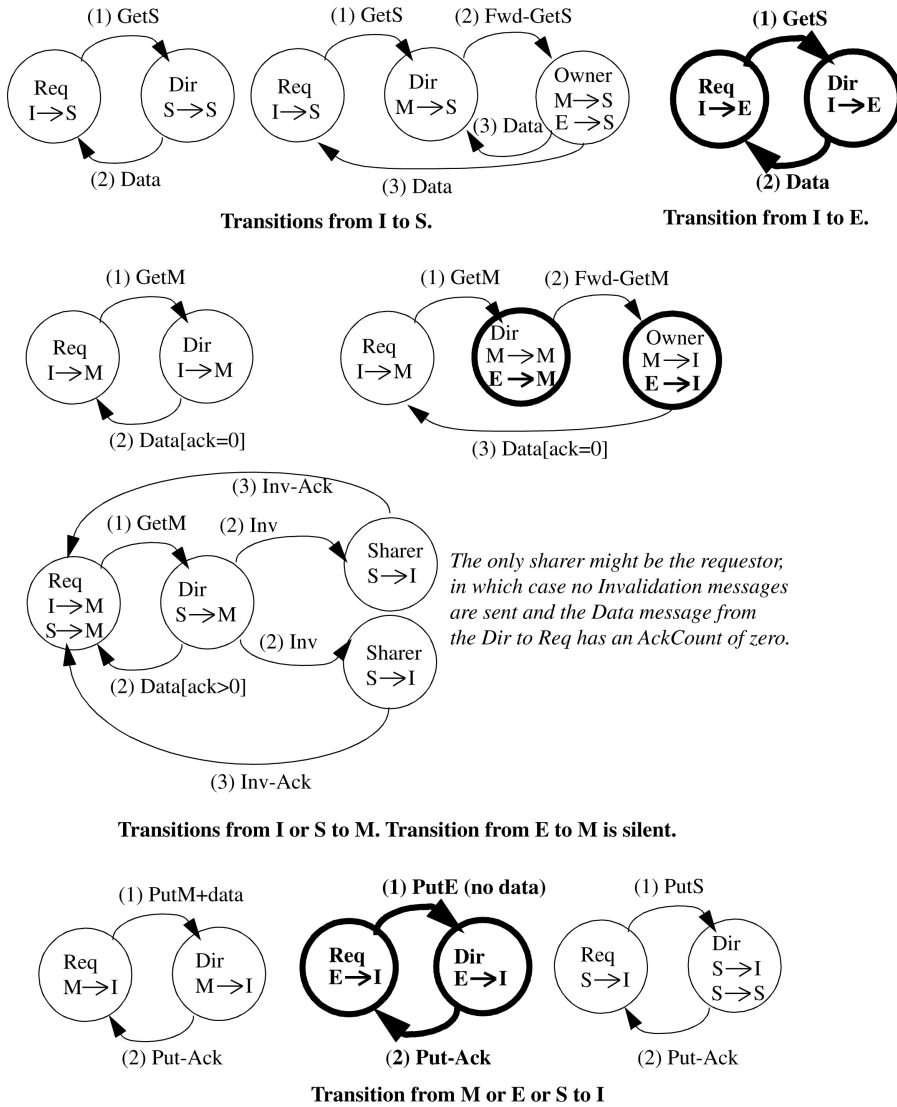 (1) GetS
Req
I→S
Dir
S→S
(2) Data
(1) GetS
(2) Fwd-GetS
Req
I→S
Dir
M→S
Owner
M→S
E→S
(3) Data
(3) Data
Transitions from I to S.
(1) GetS
Req
I→E
Dir
I→E
(2) Data
Transition from I to E.
(1) GetM
Req
I→M
Dir
I→M
(2) Data[ack=0]
(1) GetM
(2) Fwd-GetM
Req
I→M
Dir
M→M
E→M
Owner
M→I
E→I
(3) Data[ack=0]
(3) Inv-Ack
(1) GetM
(2) Inv
Req
I→M
S→M
Dir
S→M
Sharer
S→I
(2) Inv
Sharer
S→I
(2) Data[ack>0]
(3) Inv-Ack
The only sharer might be the requestor,
in which case no Invalidation messages
are sent and the Data message from
the Dir to Req has an AckCount of zero.
Transitions from I or S to M. Transition from E to M is silent.
(1) PutM+data
Req
M→I
Dir
M→I
(2) Put-Ack
(1) PutE (no data)
Req
E→I
Dir
E→I
(2) Put-Ack
(1) PutS
Req
S→I
Dir
S→I
S→S
(2) Put-Ack
Transition from M or E or S to I